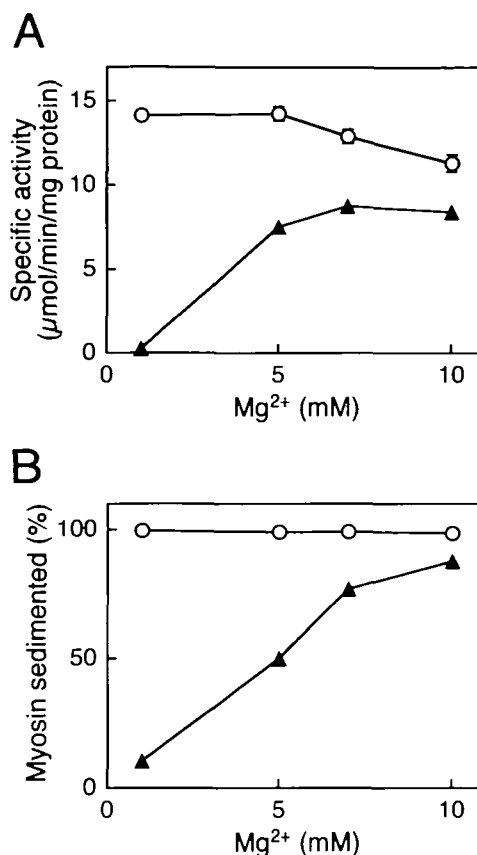 A
Specific activity
(µmol/min/mg protein)
15
10
5
0
0
5
10
Mg²⁺ (mM)
B
Myosin sedimented (%)
100
50
0
0
5
10
Mg²⁺ (mM)